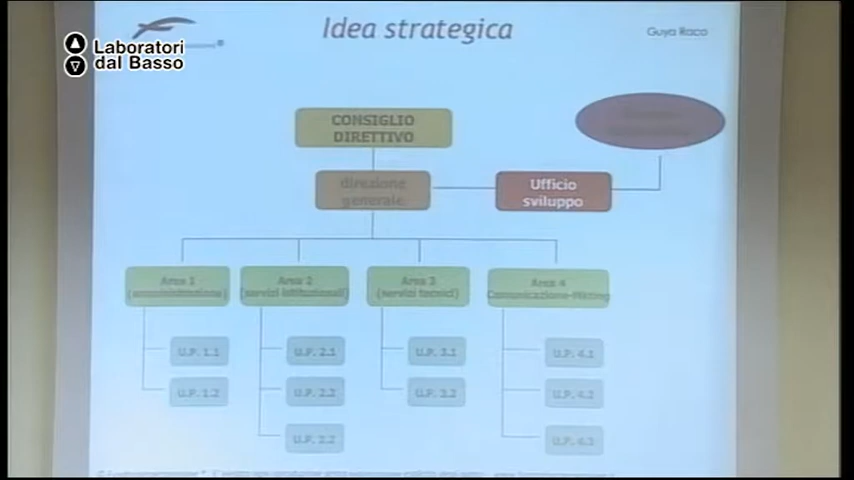 Idea strategica
Guya Raco
Laboratori
dal Basso
CONSIGLIO
DIRETTIVO
direzione
generale
Ufficio
sviluppo
Area 1
(amministrazione)
Area 2
(servizi istituzionali)
Area 3
(servizi tecnici)
Area 4
Comunicazione-Mkting
U.P. 1.1
U.P. 1.2
U.P. 2.1
U.P. 2.2
U.P. 2.2
U.P. 3.1
U.P. 3.2
U.P. 4.1
U.P. 4.2
U.P. 4.3